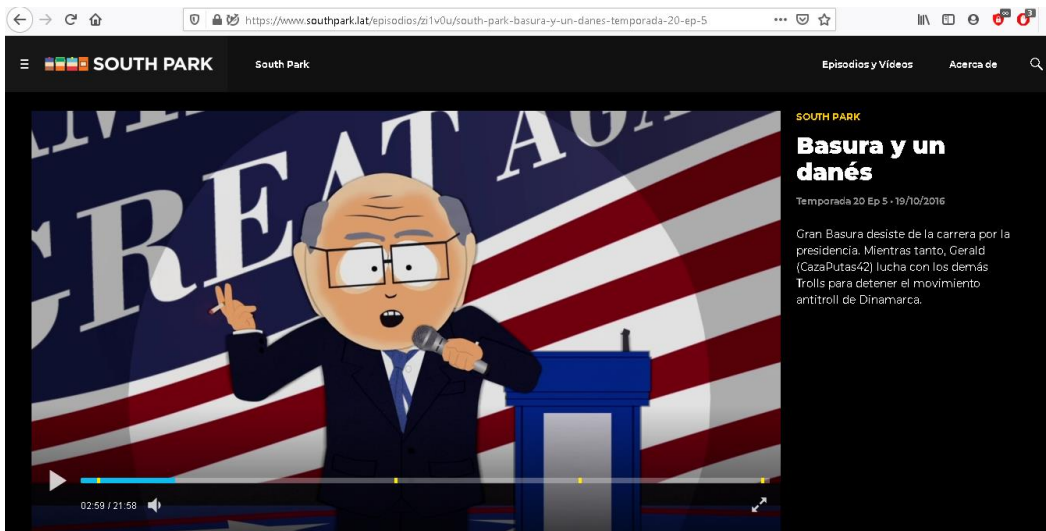 https://www.southpark.lat/episodios/zi1v0u/south-park-basura-y-un-danes-temporada-20-ep-5
3
SOUTH PARK
South Park
Episodios y Vídeos
Acerca de
GREAT AGA
SOUTH PARK
Basura y un
danés
Temporada 20 Ep 5 • 19/10/2016
Gran Basura desiste de la carrera por la
presidencia. Mientras tanto, Gerald
(CazaPutas42) lucha con los demás
Trolls para detener el movimiento
antitroll de Dinamarca.
02:59 / 21:58